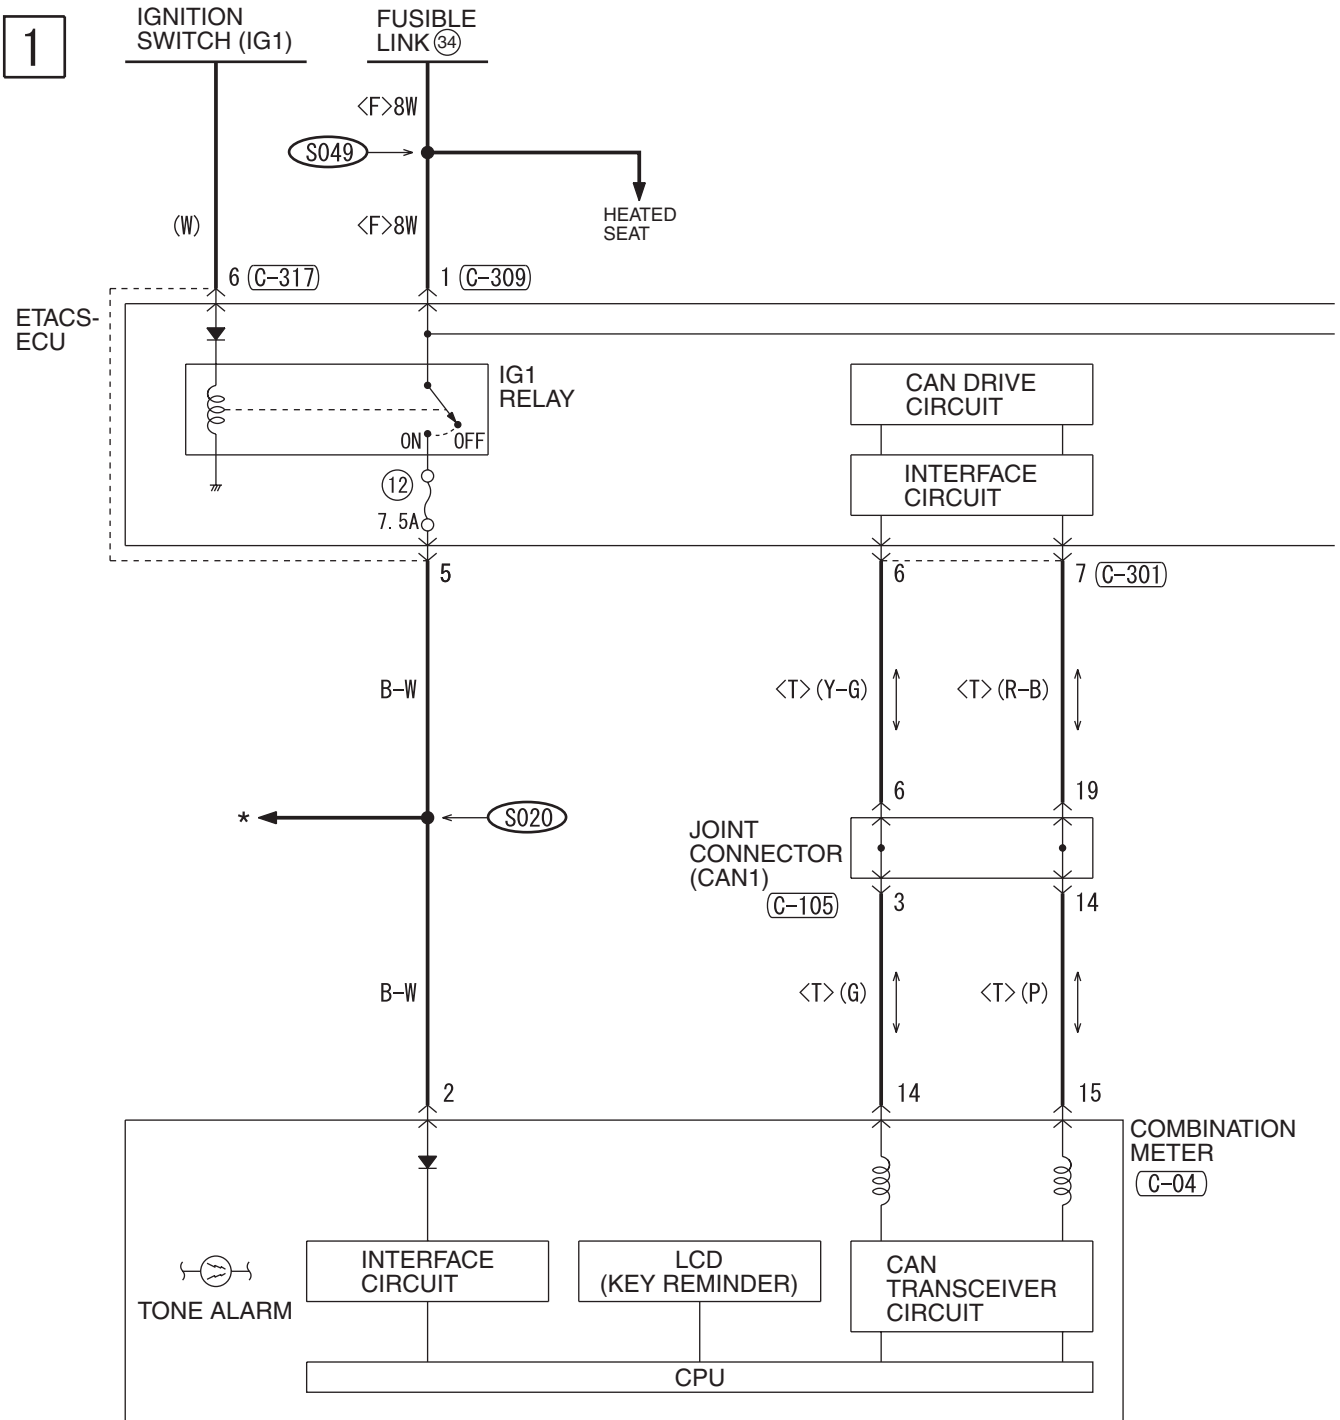 1
IGNITION
SWITCH (IG1)
FUSIBLE
LINK 34
<F>8W
S049
HEATED
SEAT
(W)
<F>8W
6 C-317
1 C-309
ETACS-
ECU
IG1
RELAY
ON
OFF
12
7.5A
CAN DRIVE
CIRCUIT
INTERFACE
CIRCUIT
5
6
7 C-301
B-W
<T>(Y-G)
<T>(R-B)
6
19
*
S020
JOINT
CONNECTOR
(CAN1)
C-105
3
14
B-W
<T>(G)
<T>(P)
2
14
15
COMBINATION
METER
C-04
TONE ALARM
INTERFACE
CIRCUIT
LCD
(KEY REMINDER)
CAN
TRANSCEIVER
CIRCUIT
CPU